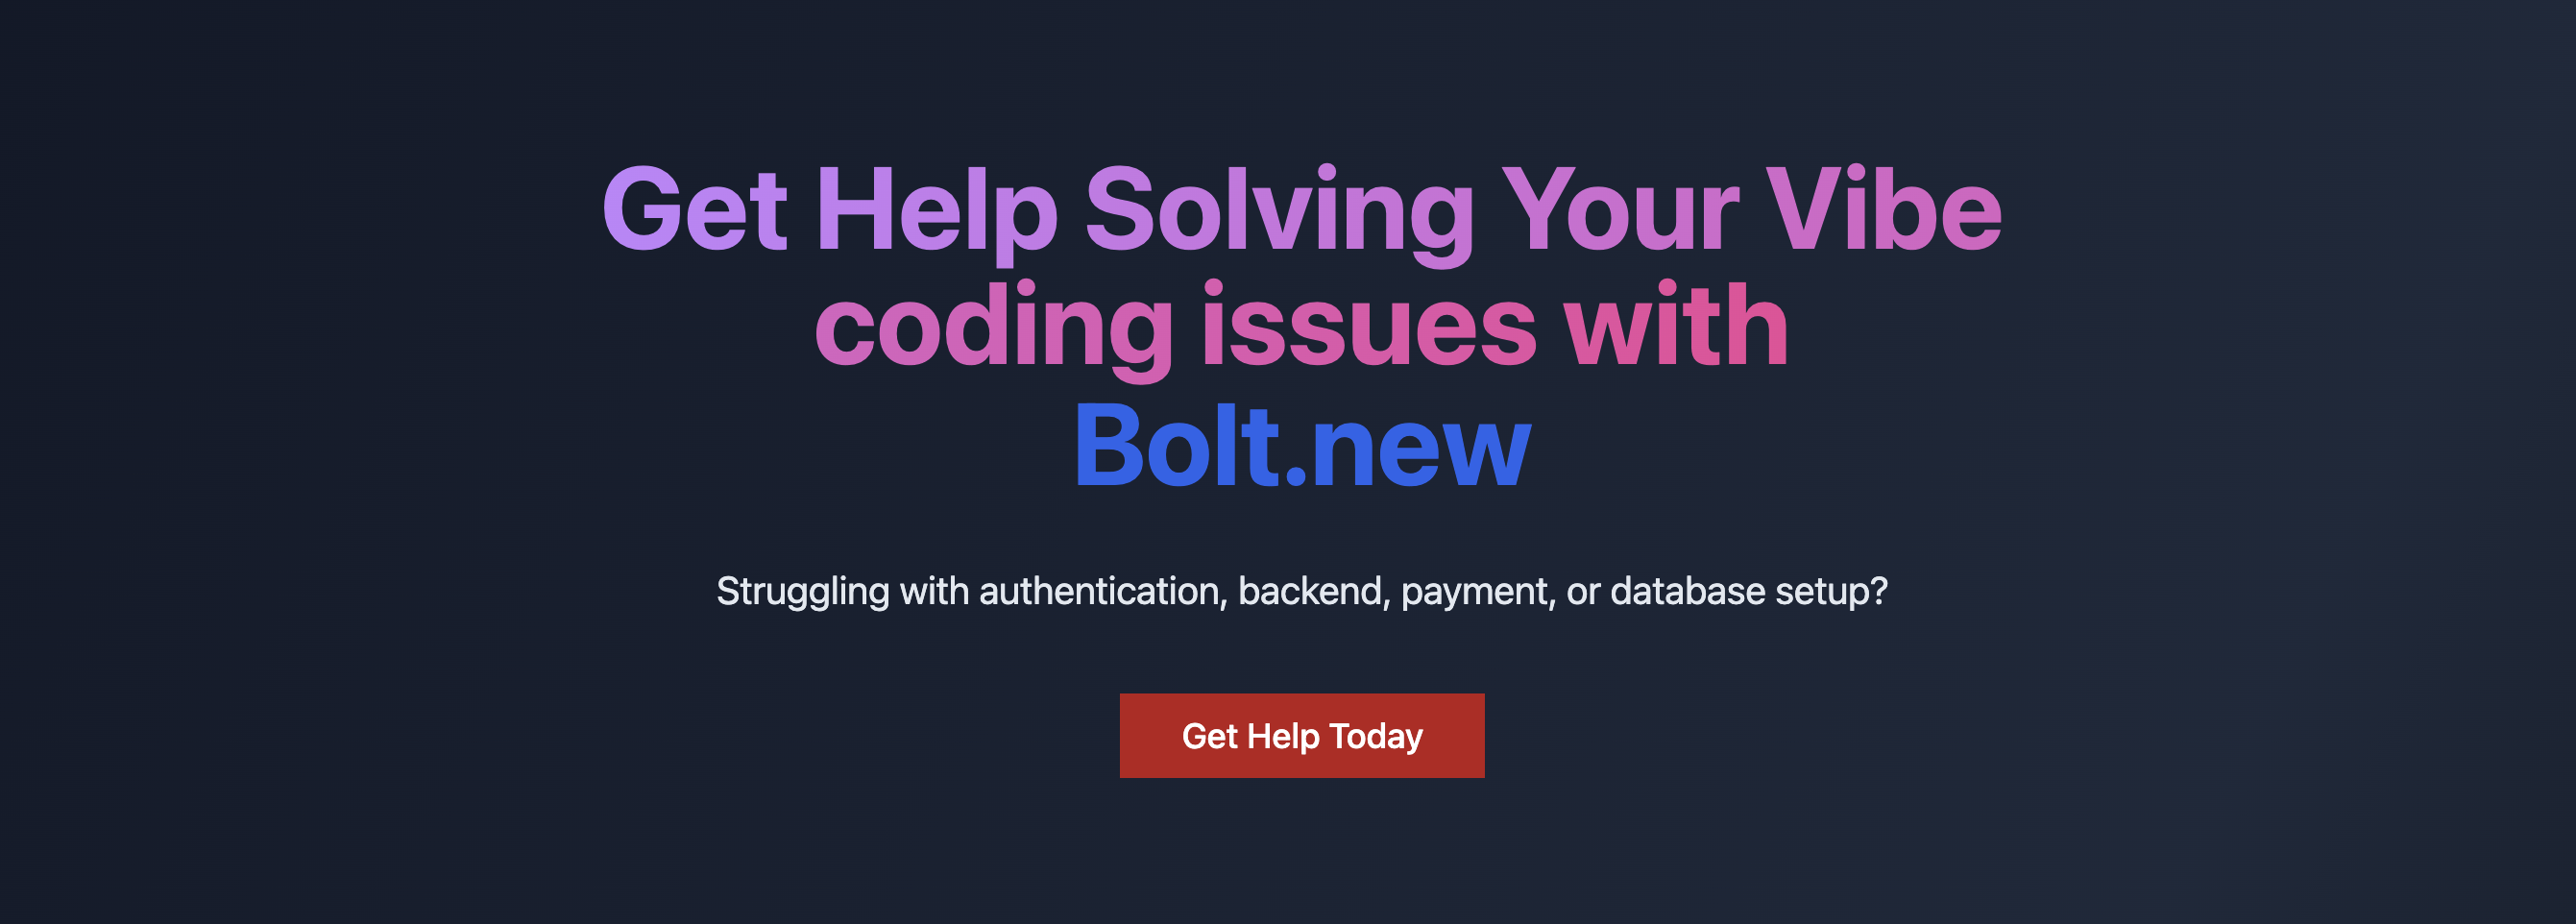 Get Help Solving Your Vibe
coding issues with
Bolt.new
Struggling with authentication, backend, payment, or database setup?
Get Help Today